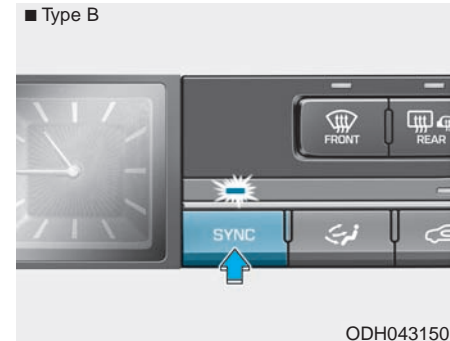 ■ Type B
FRONT
REAR
SYNC
ODH043150